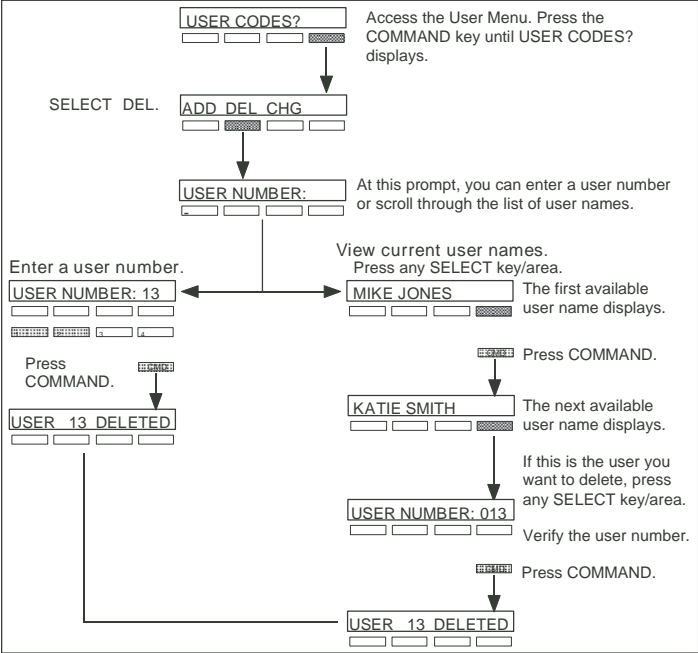 USER CODES?
Access the User Menu. Press the
COMMAND key until USER CODES?
displays.
SELECT DEL.
ADD DEL CHG
USER NUMBER:
-
At this prompt, you can enter a user number
or scroll through the list of user names.
Enter a user number.
View current user names.
Press any SELECT key/area.
USER NUMBER: 13
MIKE JONES
The first available
user name displays.
3 4
Press
COMMAND.
CMD
CMD
Press COMMAND.
USER 13 DELETED
KATIE SMITH
The next available
user name displays.
If this is the user you
want to delete, press
any SELECT key/area.
USER NUMBER: 013
Verify the user number.
CMD
Press COMMAND.
USER 13 DELETED